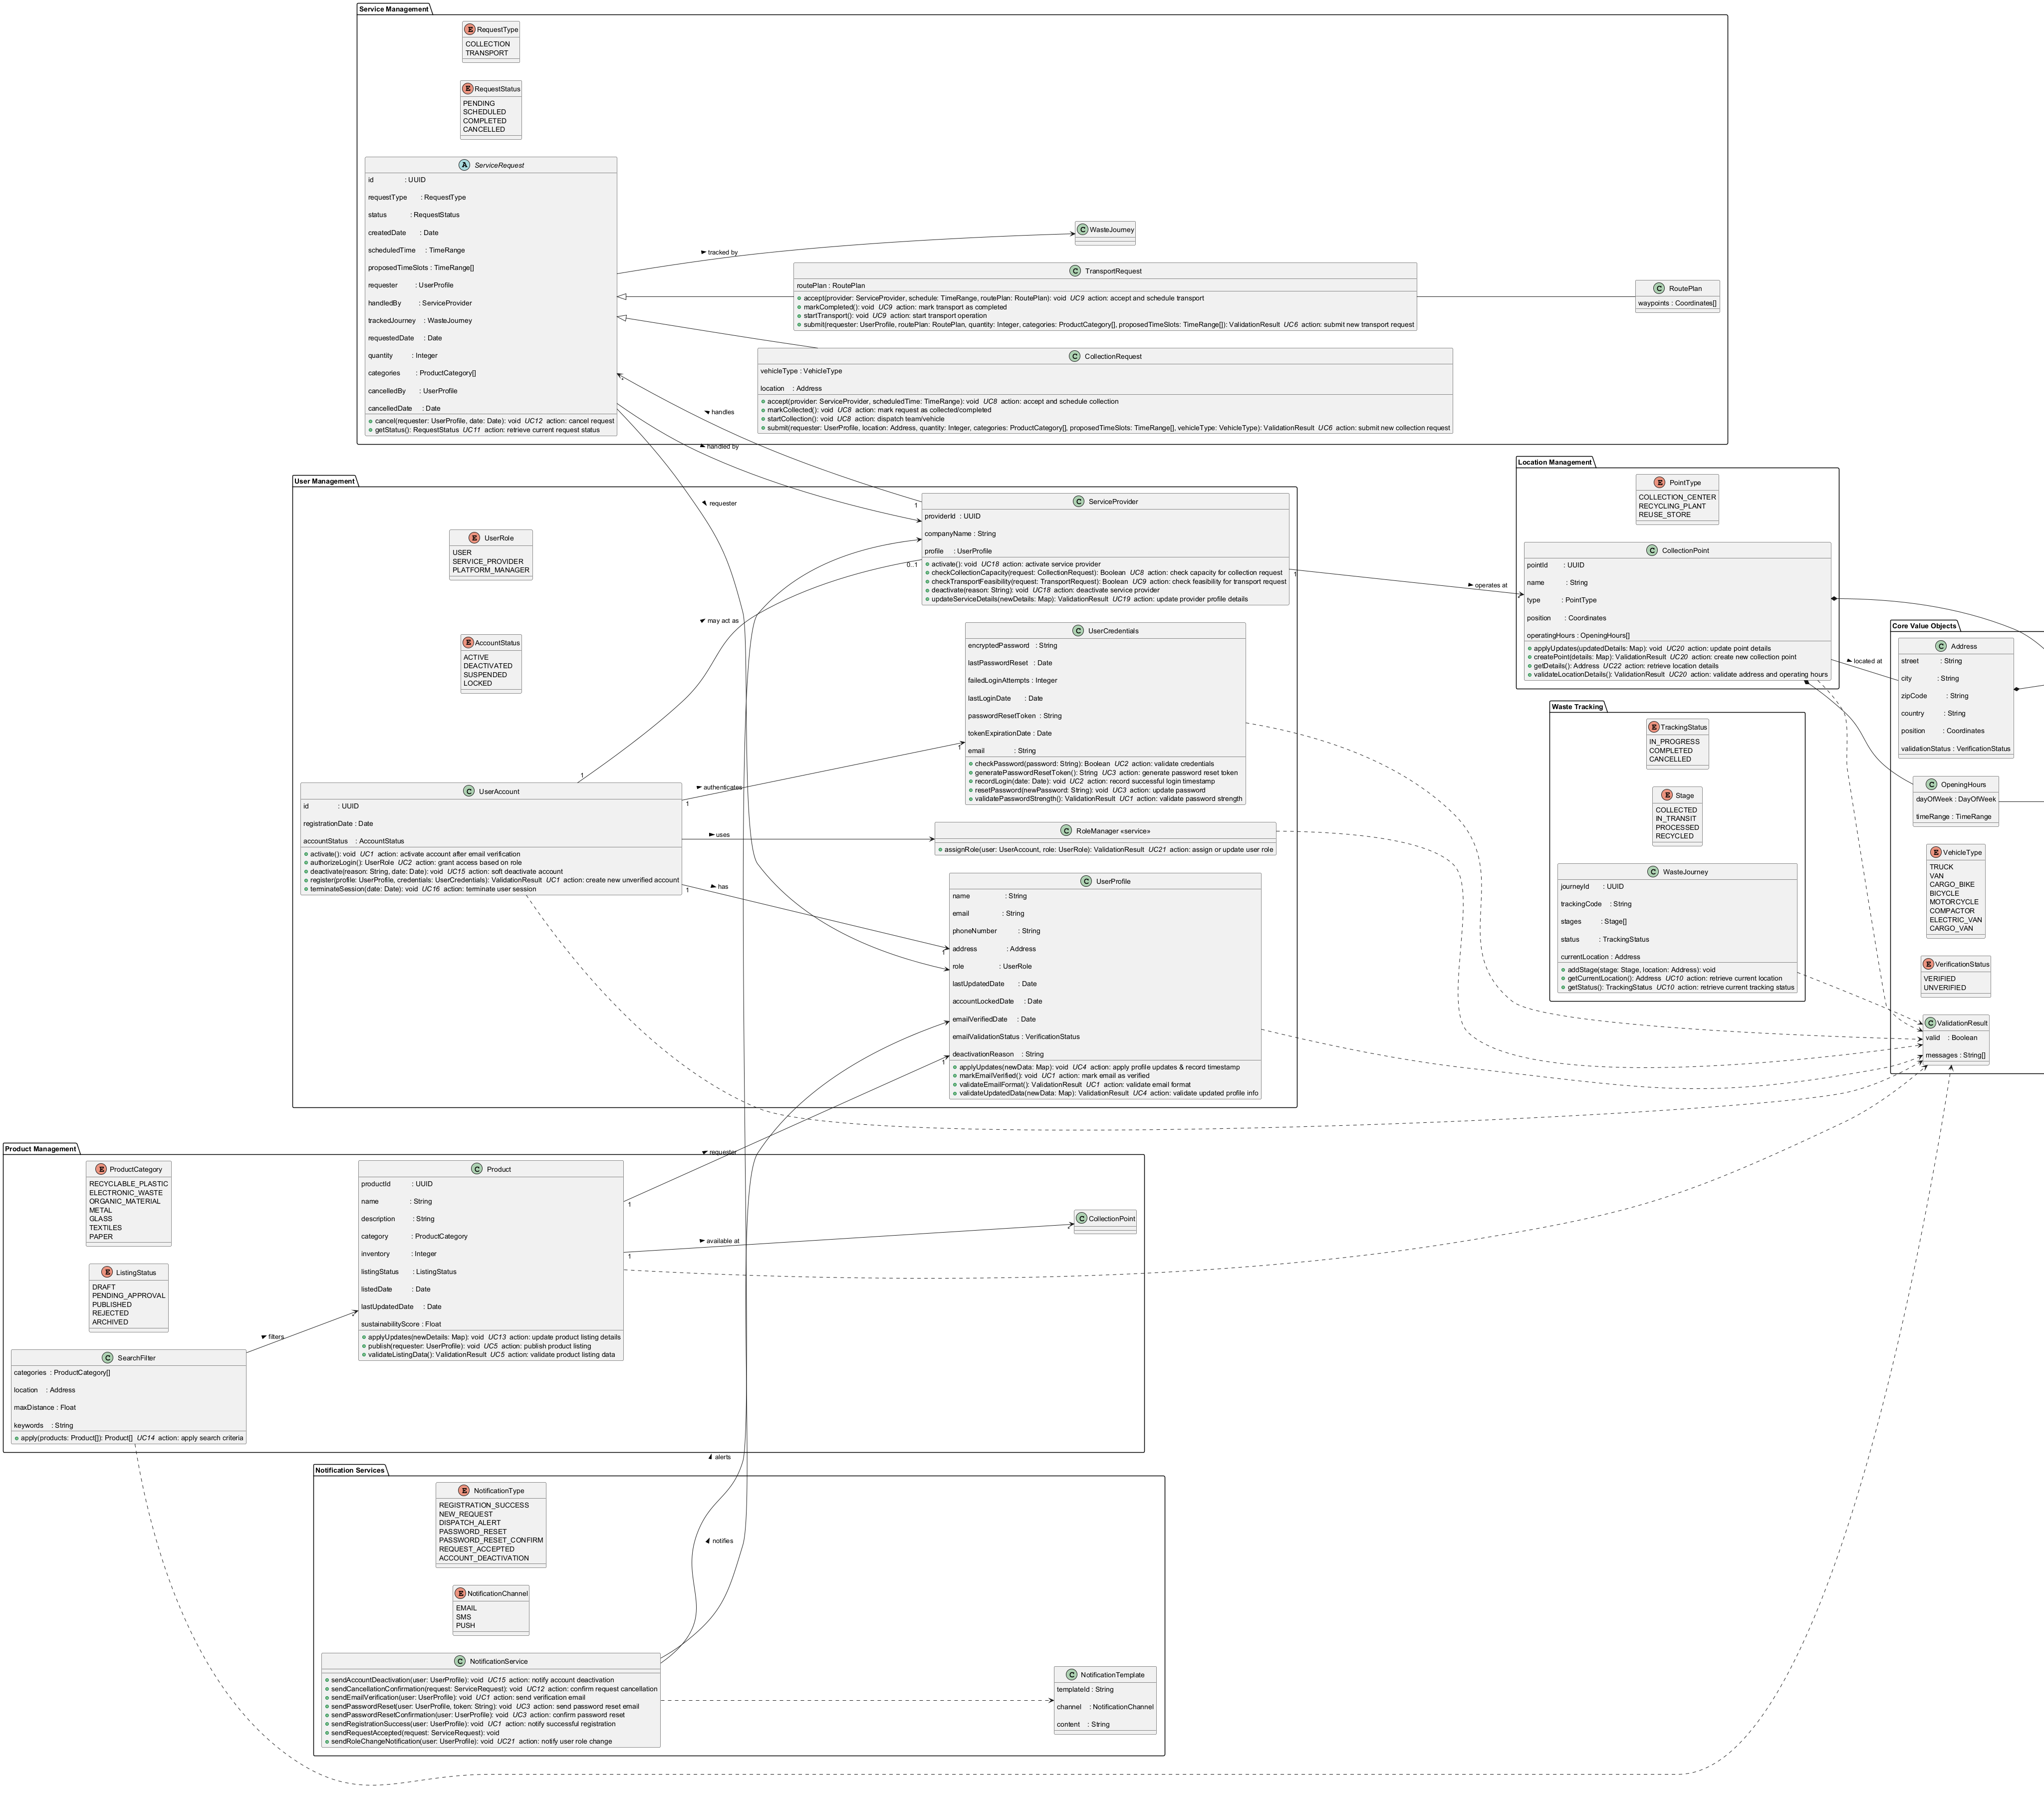 Service Management
E RequestType
COLLECTION
TRANSPORT
E RequestStatus
PENDING
SCHEDULED
COMPLETED
CANCELLED
A ServiceRequest
id : UUID
requestType : RequestType
status : RequestStatus
createdDate : Date
scheduledTime : TimeRange
proposedTimeSlots : TimeRange[]
requester : UserProfile
handledBy : ServiceProvider
trackedJourney : WasteJourney
requestedDate : Date
quantity : Integer
categories : ProductCategory[]
cancelledBy : UserProfile
cancelledDate : Date
cancel(requester: UserProfile, date: Date): void UC12 action: cancel request
getStatus(): RequestStatus UC11 action: retrieve current request status
tracked by
C WasteJourney
C TransportRequest
routePlan : RoutePlan
accept(provider: ServiceProvider, schedule: TimeRange, routePlan: RoutePlan): void UC9 action: accept and schedule transport
markCompleted(): void UC9 action: mark transport as completed
startTransport(): void UC9 action: start transport operation
submit(requester: UserProfile, routePlan: RoutePlan, quantity: Integer, categories: ProductCategory[], proposedTimeSlots: TimeRange[]): ValidationResult UC6 action: submit new transport request
C RoutePlan
waypoints : Coordinates[]
C CollectionRequest
vehicleType : VehicleType
location : Address
accept(provider: ServiceProvider, scheduledTime: TimeRange): void UC8 action: accept and schedule collection
markCollected(): void UC8 action: mark request as collected/completed
startCollection(): void UC8 action: dispatch team/vehicle
submit(requester: UserProfile, location: Address, quantity: Integer, categories: ProductCategory[], proposedTimeSlots: TimeRange[], vehicleType: VehicleType): ValidationResult UC6 action: submit new collection request
*
handles
handled by
requester
User Management
E UserRole
USER
SERVICE_PROVIDER
PLATFORM_MANAGER
E AccountStatus
ACTIVE
DEACTIVATED
SUSPENDED
LOCKED
C UserAccount
id : UUID
registrationDate : Date
accountStatus : AccountStatus
activate(): void UC1 action: activate account after email verification
authorizeLogin(): UserRole UC2 action: grant access based on role
deactivate(reason: String, date: Date): void UC15 action: soft deactivate account
register(profile: UserProfile, credentials: UserCredentials): ValidationResult UC1 action: create new unverified account
terminateSession(date: Date): void UC16 action: terminate user session
1
may act as
0..1
1
authenticates
1
uses
1
has
1
C ServiceProvider
providerId : UUID
companyName : String
profile : UserProfile
activate(): void UC18 action: activate service provider
checkCollectionCapacity(request: CollectionRequest): Boolean UC8 action: check capacity for collection request
checkTransportFeasibility(request: TransportRequest): Boolean UC9 action: check feasibility for transport request
deactivate(reason: String): void UC18 action: deactivate service provider
updateServiceDetails(newDetails: Map): ValidationResult UC19 action: update provider profile details
1
1
operates at
*
C UserCredentials
encryptedPassword : String
lastPasswordReset : Date
failedLoginAttempts : Integer
lastLoginDate : Date
passwordResetToken : String
tokenExpirationDate : Date
email : String
checkPassword(password: String): Boolean UC2 action: validate credentials
generatePasswordResetToken(): String UC3 action: generate password reset token
recordLogin(date: Date): void UC2 action: record successful login timestamp
resetPassword(newPassword: String): void UC3 action: update password
validatePasswordStrength(): ValidationResult UC1 action: validate password strength
C RoleManager «service»
assignRole(user: UserAccount, role: UserRole): ValidationResult UC21 action: assign or update user role
C UserProfile
name : String
email : String
phoneNumber : String
address : Address
role : UserRole
lastUpdatedDate : Date
accountLockedDate : Date
emailVerifiedDate : Date
emailValidationStatus : VerificationStatus
deactivationReason : String
applyUpdates(newData: Map): void UC4 action: apply profile updates & record timestamp
markEmailVerified(): void UC1 action: mark email as verified
validateEmailFormat(): ValidationResult UC1 action: validate email format
validateUpdatedData(newData: Map): ValidationResult UC4 action: validate updated profile info
Location Management
E PointType
COLLECTION_CENTER
RECYCLING_PLANT
REUSE_STORE
C CollectionPoint
pointId : UUID
name : String
type : PointType
position : Coordinates
operatingHours : OpeningHours[]
applyUpdates(updatedDetails: Map): void UC20 action: update point details
createPoint(details: Map): ValidationResult UC20 action: create new collection point
getDetails(): Address UC22 action: retrieve location details
validateLocationDetails(): ValidationResult UC20 action: validate address and operating hours
located at
Waste Tracking
E TrackingStatus
IN_PROGRESS
COMPLETED
CANCELLED
E Stage
COLLECTED
IN_TRANSIT
PROCESSED
RECYCLED
C WasteJourney
journeyId : UUID
trackingCode : String
stages : Stage[]
status : TrackingStatus
currentLocation : Address
addStage(stage: Stage, location: Address): void
getCurrentLocation(): Address UC10 action: retrieve current location
getStatus(): TrackingStatus UC10 action: retrieve current tracking status
Core Value Objects
C Address
street : String
city : String
zipCode : String
country : String
position : Coordinates
validationStatus : VerificationStatus
C OpeningHours
dayOfWeek : DayOfWeek
timeRange : TimeRange
E VehicleType
TRUCK
VAN
CARGO_BIKE
BICYCLE
MOTORCYCLE
COMPACTOR
ELECTRIC_VAN
CARGO_VAN
E VerificationStatus
VERIFIED
UNVERIFIED
C ValidationResult
valid : Boolean
messages : String[]
Product Management
E ProductCategory
RECYCLABLE_PLASTIC
ELECTRONIC_WASTE
ORGANIC_MATERIAL
METAL
GLASS
TEXTILES
PAPER
E ListingStatus
DRAFT
PENDING_APPROVAL
PUBLISHED
REJECTED
ARCHIVED
C SearchFilter
categories : ProductCategory[]
location : Address
maxDistance : Float
keywords : String
apply(products: Product[]): Product[] UC14 action: apply search criteria
filters
*
C Product
productId : UUID
name : String
description : String
category : ProductCategory
inventory : Integer
listingStatus : ListingStatus
listedDate : Date
lastUpdatedDate : Date
sustainabilityScore : Float
applyUpdates(newDetails: Map): void UC13 action: update product listing details
publish(requester: UserProfile): void UC5 action: publish product listing
validateListingData(): ValidationResult UC5 action: validate product listing data
1
requester
1
1
available at
*
C CollectionPoint
Notification Services
E NotificationType
REGISTRATION_SUCCESS
NEW_REQUEST
DISPATCH_ALERT
PASSWORD_RESET
PASSWORD_RESET_CONFIRM
REQUEST_ACCEPTED
ACCOUNT_DEACTIVATION
E NotificationChannel
EMAIL
SMS
PUSH
C NotificationService
sendAccountDeactivation(user: UserProfile): void UC15 action: notify account deactivation
sendCancellationConfirmation(request: ServiceRequest): void UC12 action: confirm request cancellation
sendEmailVerification(user: UserProfile): void UC1 action: send verification email
sendPasswordReset(user: UserProfile, token: String): void UC3 action: send password reset email
sendPasswordResetConfirmation(user: UserProfile): void UC3 action: confirm password reset
sendRegistrationSuccess(user: UserProfile): void UC1 action: notify successful registration
sendRequestAccepted(request: ServiceRequest): void
sendRoleChangeNotification(user: UserProfile): void UC21 action: notify user role change
alerts
notifies
C NotificationTemplate
templateId : String
channel : NotificationChannel
content : String